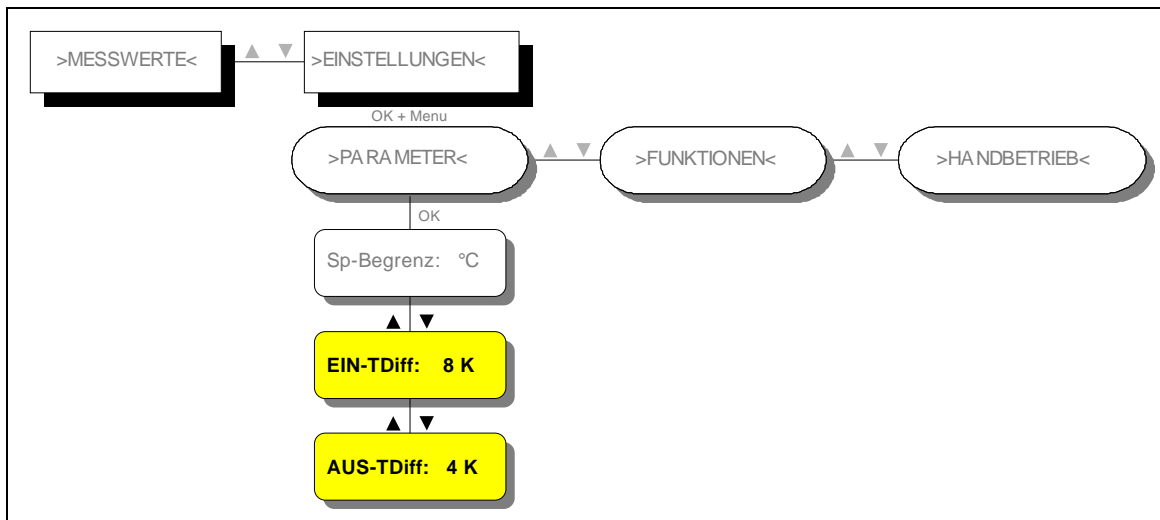 >MESSWERTE< ▲ ▼ >EINSTELLUNGEN<
OK + Menu
>PARAMETER< ▲ ▼ >FUNKTIONEN< ▲ ▼ >HANDBETRIEB<
OK
Sp-Begrenz: °C
▲ ▼
EIN-TDiff: 8 K
▲ ▼
AUS-TDiff: 4 K